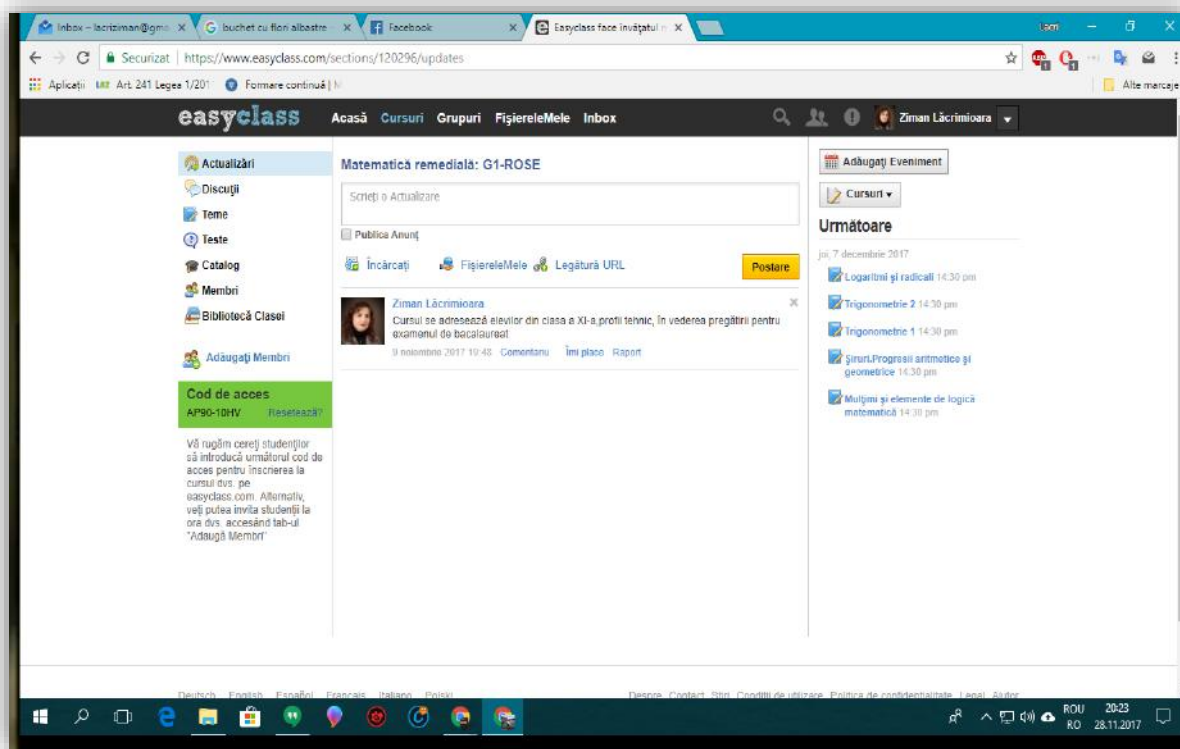 Inbox – lacriziman@gma
buchet cu flori albastre
Facebook
Easyclass face învățatul m
Lacri
Securizat | https://www.easyclass.com/sections/120296/updates
Aplicații
Art. 241 Legea 1/201
Formare continuă | M
Alte marcaje
easyclass
Acasă Cursuri Grupuri FișiereleMele Inbox
Ziman Lăcrimioara
Actualizări
Discuții
Teme
Teste
Catalog
Membri
Bibliotecă Clasei
Adăugați Membri
Cod de acces
AP90-10HV Resetează?
Vă rugăm cereți studenților
să introducă următorul cod de
acces pentru înscrierea la
cursul dvs. pe
easyclass.com. Alternativ,
veți putea invita studenții la
ora dvs. accesând tab-ul
"Adaugă Membri"
Matematică remedială: G1-ROSE
Scrieți o Actualizare
Publica Anunț
Încărcați FișiereleMele Legătură URL
Postare
Ziman Lăcrimioara
Cursul se adresează elevilor din clasa a XI-a,profil tehnic, în vederea pregătirii pentru
examenul de bacalaureat
9 noiembrie 2017 19:48 Comentariu Îmi place Raport
Adăugați Eveniment
Cursuri
Următoare
joi, 7 decembrie 2017
Logaritmi și radicali 14:30 pm
Trigonometrie 2 14:30 pm
Trigonometrie 1 14:30 pm
Șiruri.Progresii aritmetice și
geometrice 14:30 pm
Mulțimi și elemente de logică
matematică 14:30 pm
Deutsch English Español Français Italiano Polski
Despre Contact Știri Condiții de utilizare Politica de confidențialitate Legal Ajutor
ROU 20:23
RO 28.11.2017